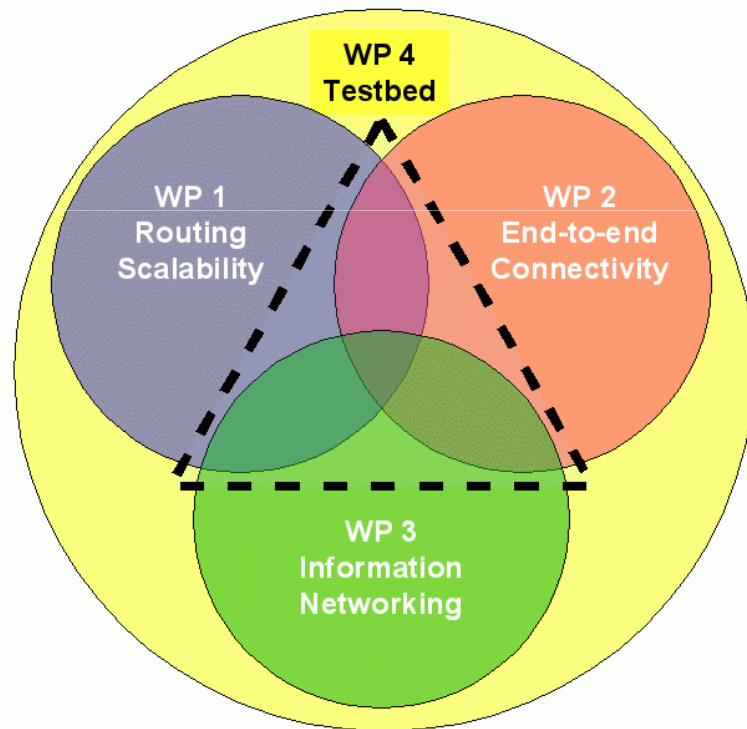 WP 4
Testbed
WP 1
Routing
Scalability
WP 2
End-to-end
Connectivity
WP 3
Information
Networking